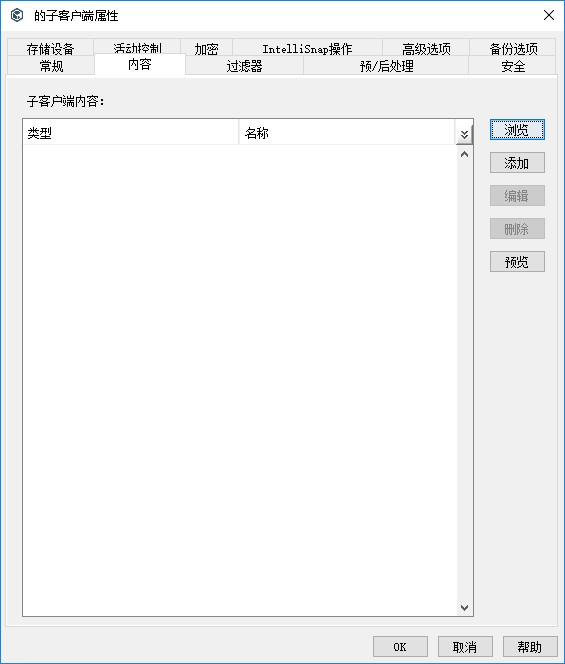 的子客户端属性
存储设备 活动控制 加密 IntelliSnap操作 高级选项 备份选项
常规 内容 过滤器 预/后处理 安全
子客户端内容:
类型 名称
浏览
添加
编辑
删除
预览
OK 取消 帮助